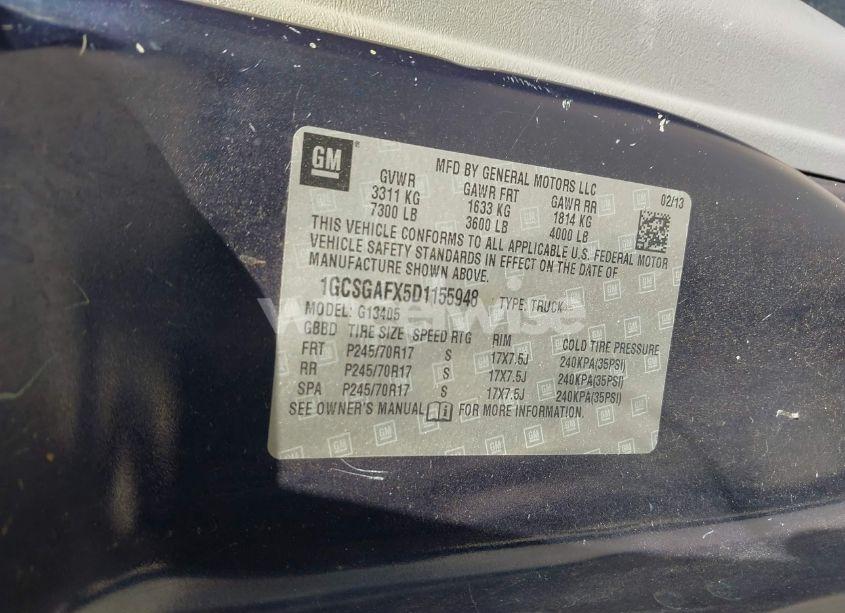 GM
MFD BY GENERAL MOTORS LLC
02/13
GVWR GAWR FRT GAWR RR
3311 KG 1633 KG 1814 KG
7300 LB 3600 LB 4000 LB
THIS VEHICLE CONFORMS TO ALL APPLICABLE U.S. FEDERAL MOTOR
VEHICLE SAFETY STANDARDS IN EFFECT ON THE DATE OF
MANUFACTURE SHOWN ABOVE.
1GCSGAFX5D1155948 TYPE: TRUCK
MODEL: G13405
GBBD TIRE SIZE SPEED RTG RIM COLD TIRE PRESSURE
FRT P245/70R17 S 17X7.5J 240KPA(35PSI)
RR P245/70R17 S 17X7.5J 240KPA(35PSI)
SPA P245/70R17 S 17X7.5J 240KPA(35PSI)
SEE OWNER'S MANUAL FOR MORE INFORMATION.